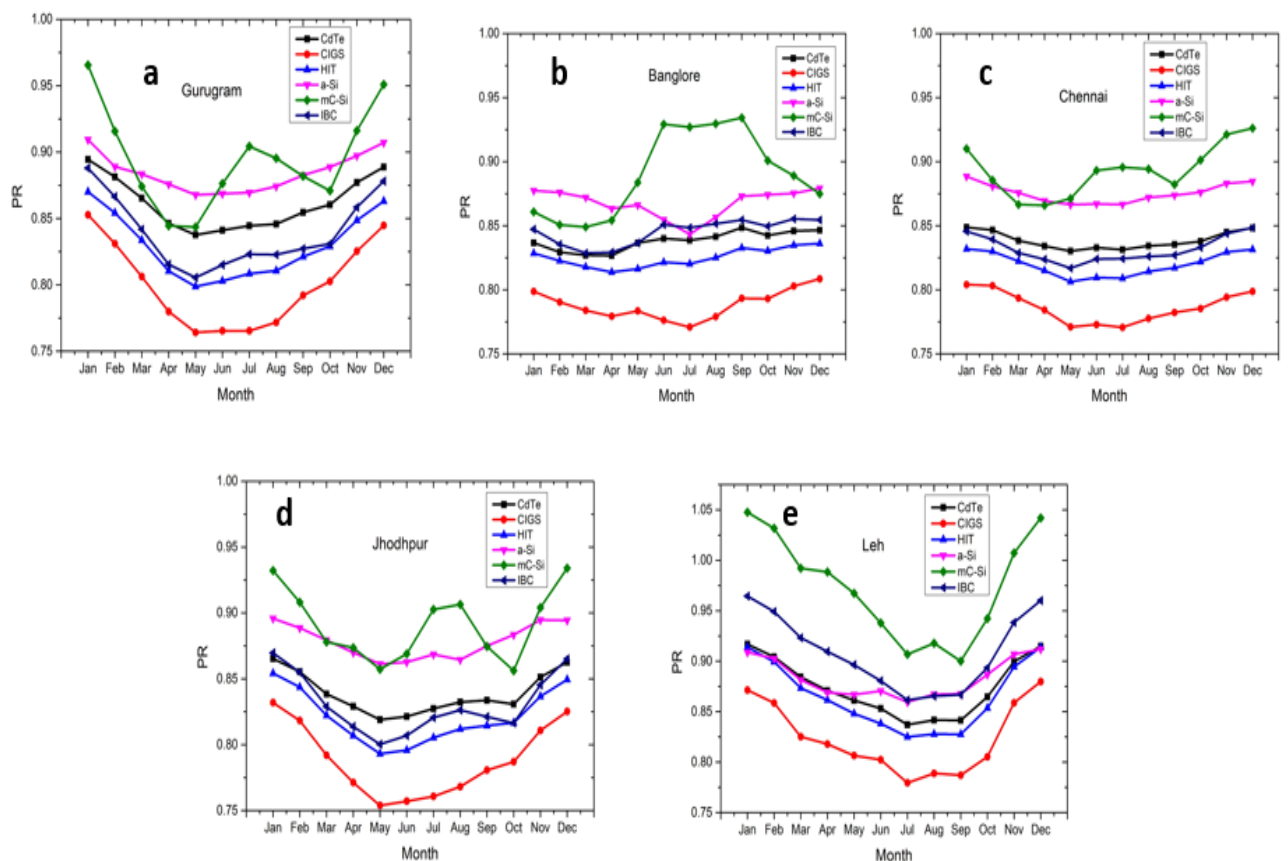 a
Gurugram
CdTe
CIGS
HIT
a-Si
mC-Si
IBC
PR
1.00
0.95
0.90
0.85
0.80
0.75
Jan Feb Mar Apr May Jun Jul Aug Sep Oct Nov Dec
Month
b
Banglore
CdTe
CIGS
HIT
a-Si
mC-Si
IBC
PR
1.00
0.95
0.90
0.85
0.80
0.75
Jan Feb Mar Apr May Jun Jul Aug Sep Oct Nov Dec
Month
c
Chennai
CdTe
CIGS
HIT
a-Si
mC-Si
IBC
PR
1.00
0.95
0.90
0.85
0.80
0.75
Jan Feb Mar Apr May Jun Jul Aug Sep Oct Nov Dec
Month
d
Jhodhpur
CdTe
CIGS
HIT
a-Si
mC-Si
IBC
PR
1.00
0.95
0.90
0.85
0.80
0.75
Jan Feb Mar Apr May Jun Jul Aug Sep Oct Nov Dec
Month
e
Leh
CdTe
CIGS
HIT
a-Si
mC-Si
IBC
PR
1.05
1.00
0.95
0.90
0.85
0.80
0.75
Jan Feb Mar Apr May Jun Jul Aug Sep Oct Nov Dec
Month